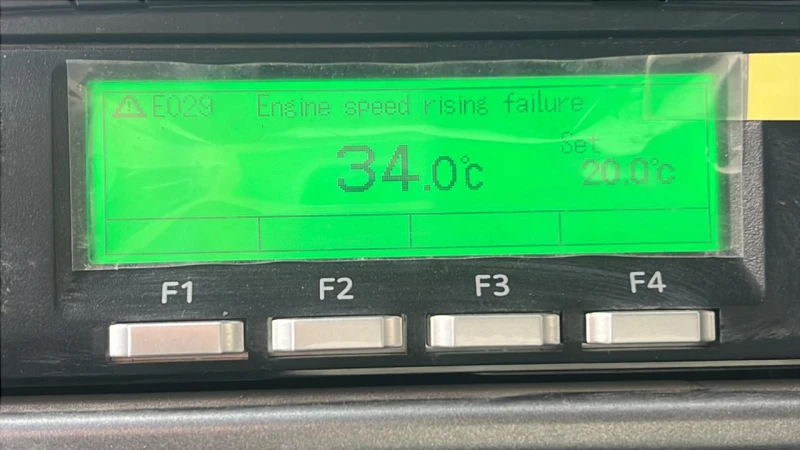 E029 Engine speed rising failure
Set
34.0℃ 20.0℃
F1 F2 F3 F4